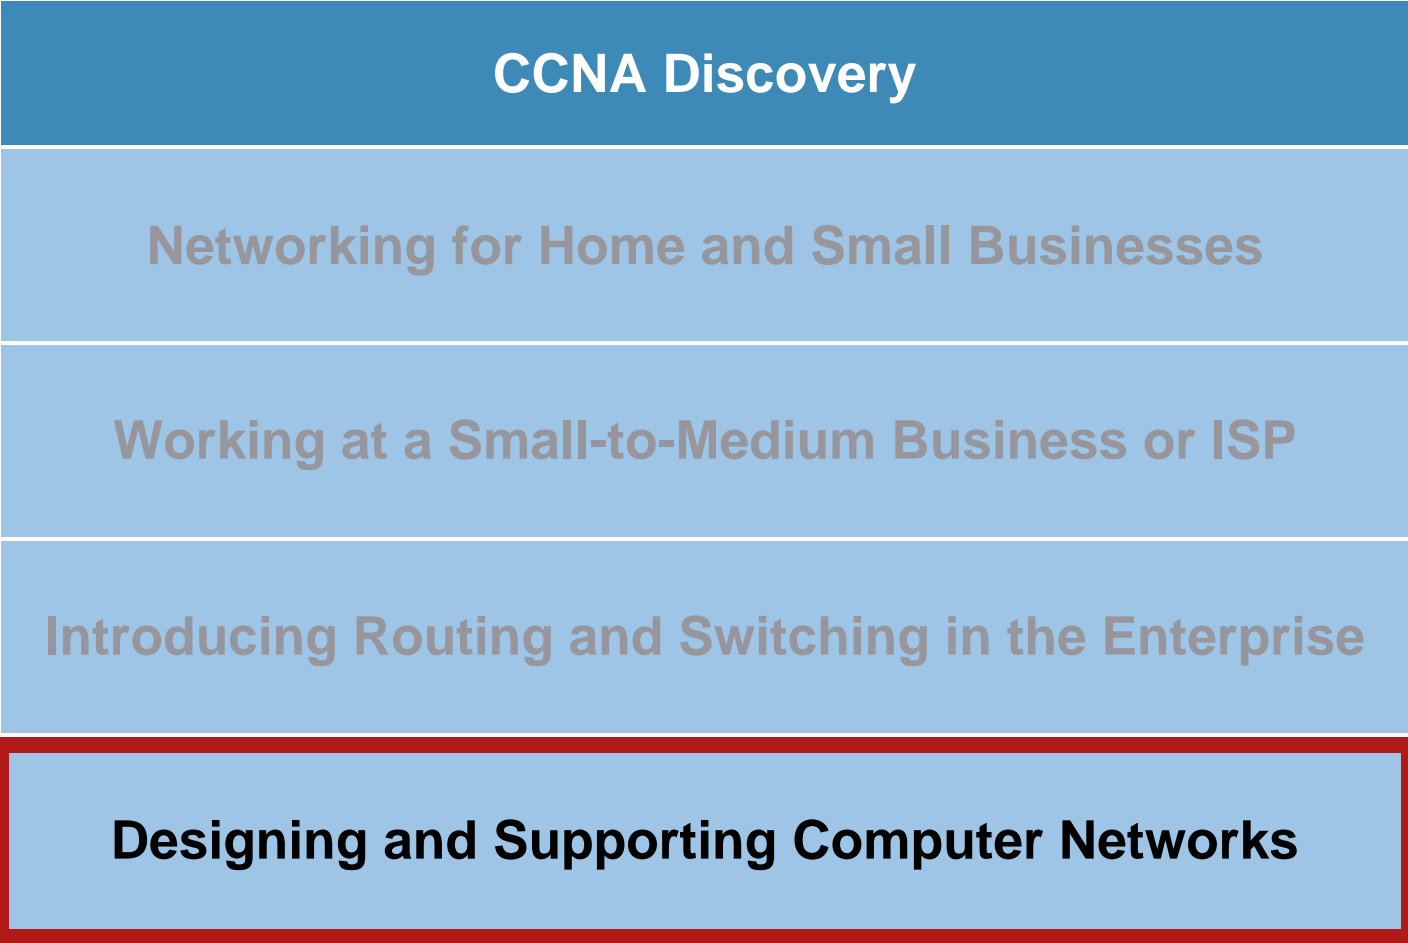 CCNA Discovery
Networking for Home and Small Businesses
Working at a Small-to-Medium Business or ISP
Introducing Routing and Switching in the Enterprise
Designing and Supporting Computer Networks